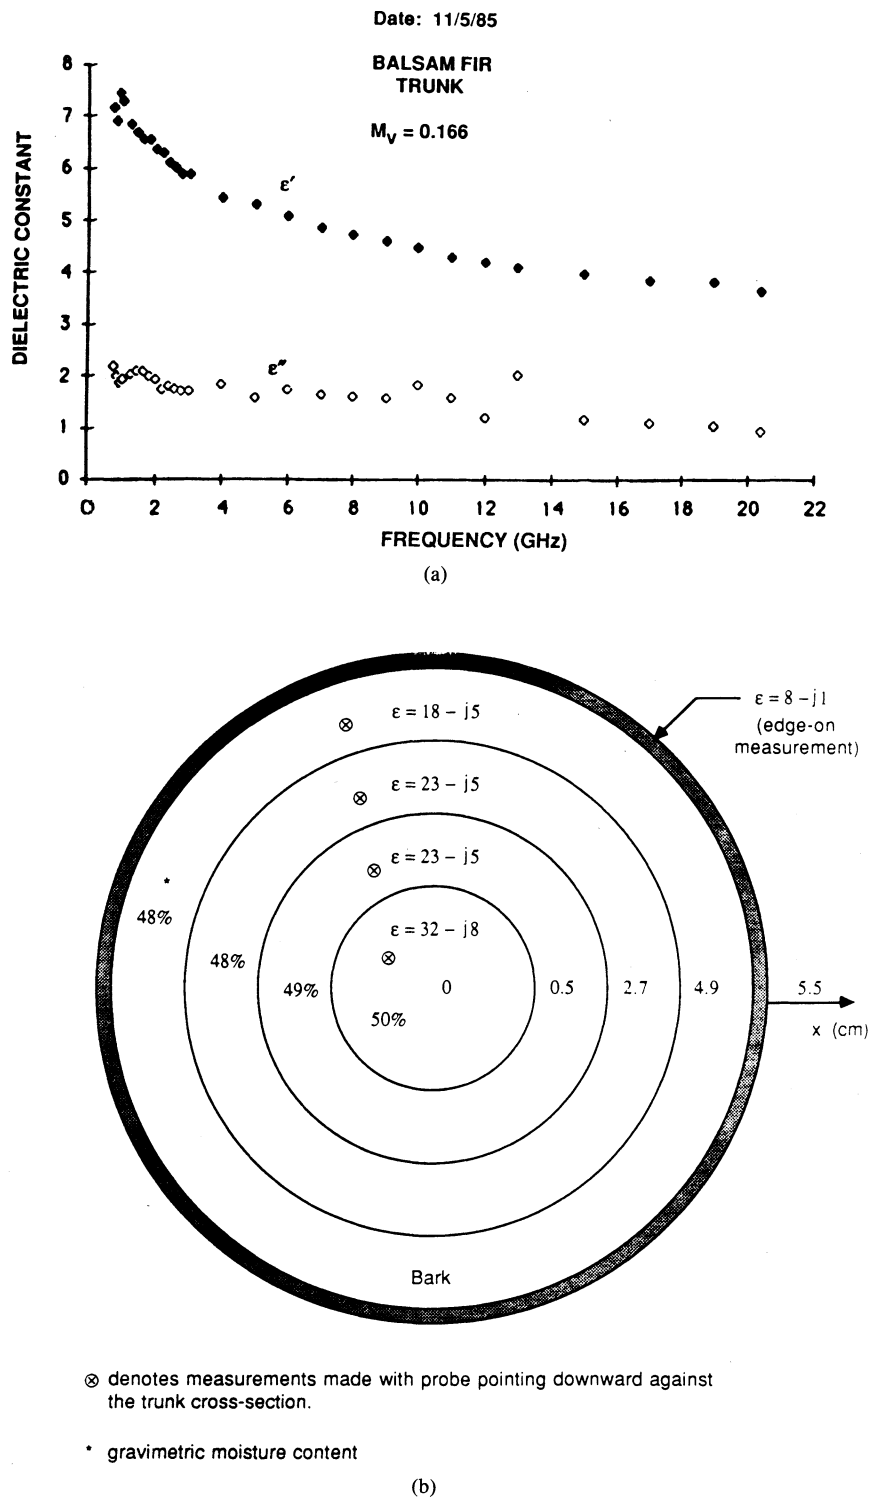 Date: 11/5/85
BALSAM FIR
TRUNK
M_V = 0.166
8
7
6
5
4
3
2
1
0
DIELECTRIC CONSTANT
ε′
ε″
0 2 4 6 8 10 12 14 16 18 20 22
FREQUENCY (GHz)
(a)
ε = 8 – j1
(edge-on
measurement)
ε = 18 – j5
ε = 23 – j5
ε = 23 – j5
ε = 32 – j8
*
48%
48%
49%
50%
0 0.5 2.7 4.9 5.5
x (cm)
Bark
⊗ denotes measurements made with probe pointing downward against
the trunk cross-section.
* gravimetric moisture content
(b)